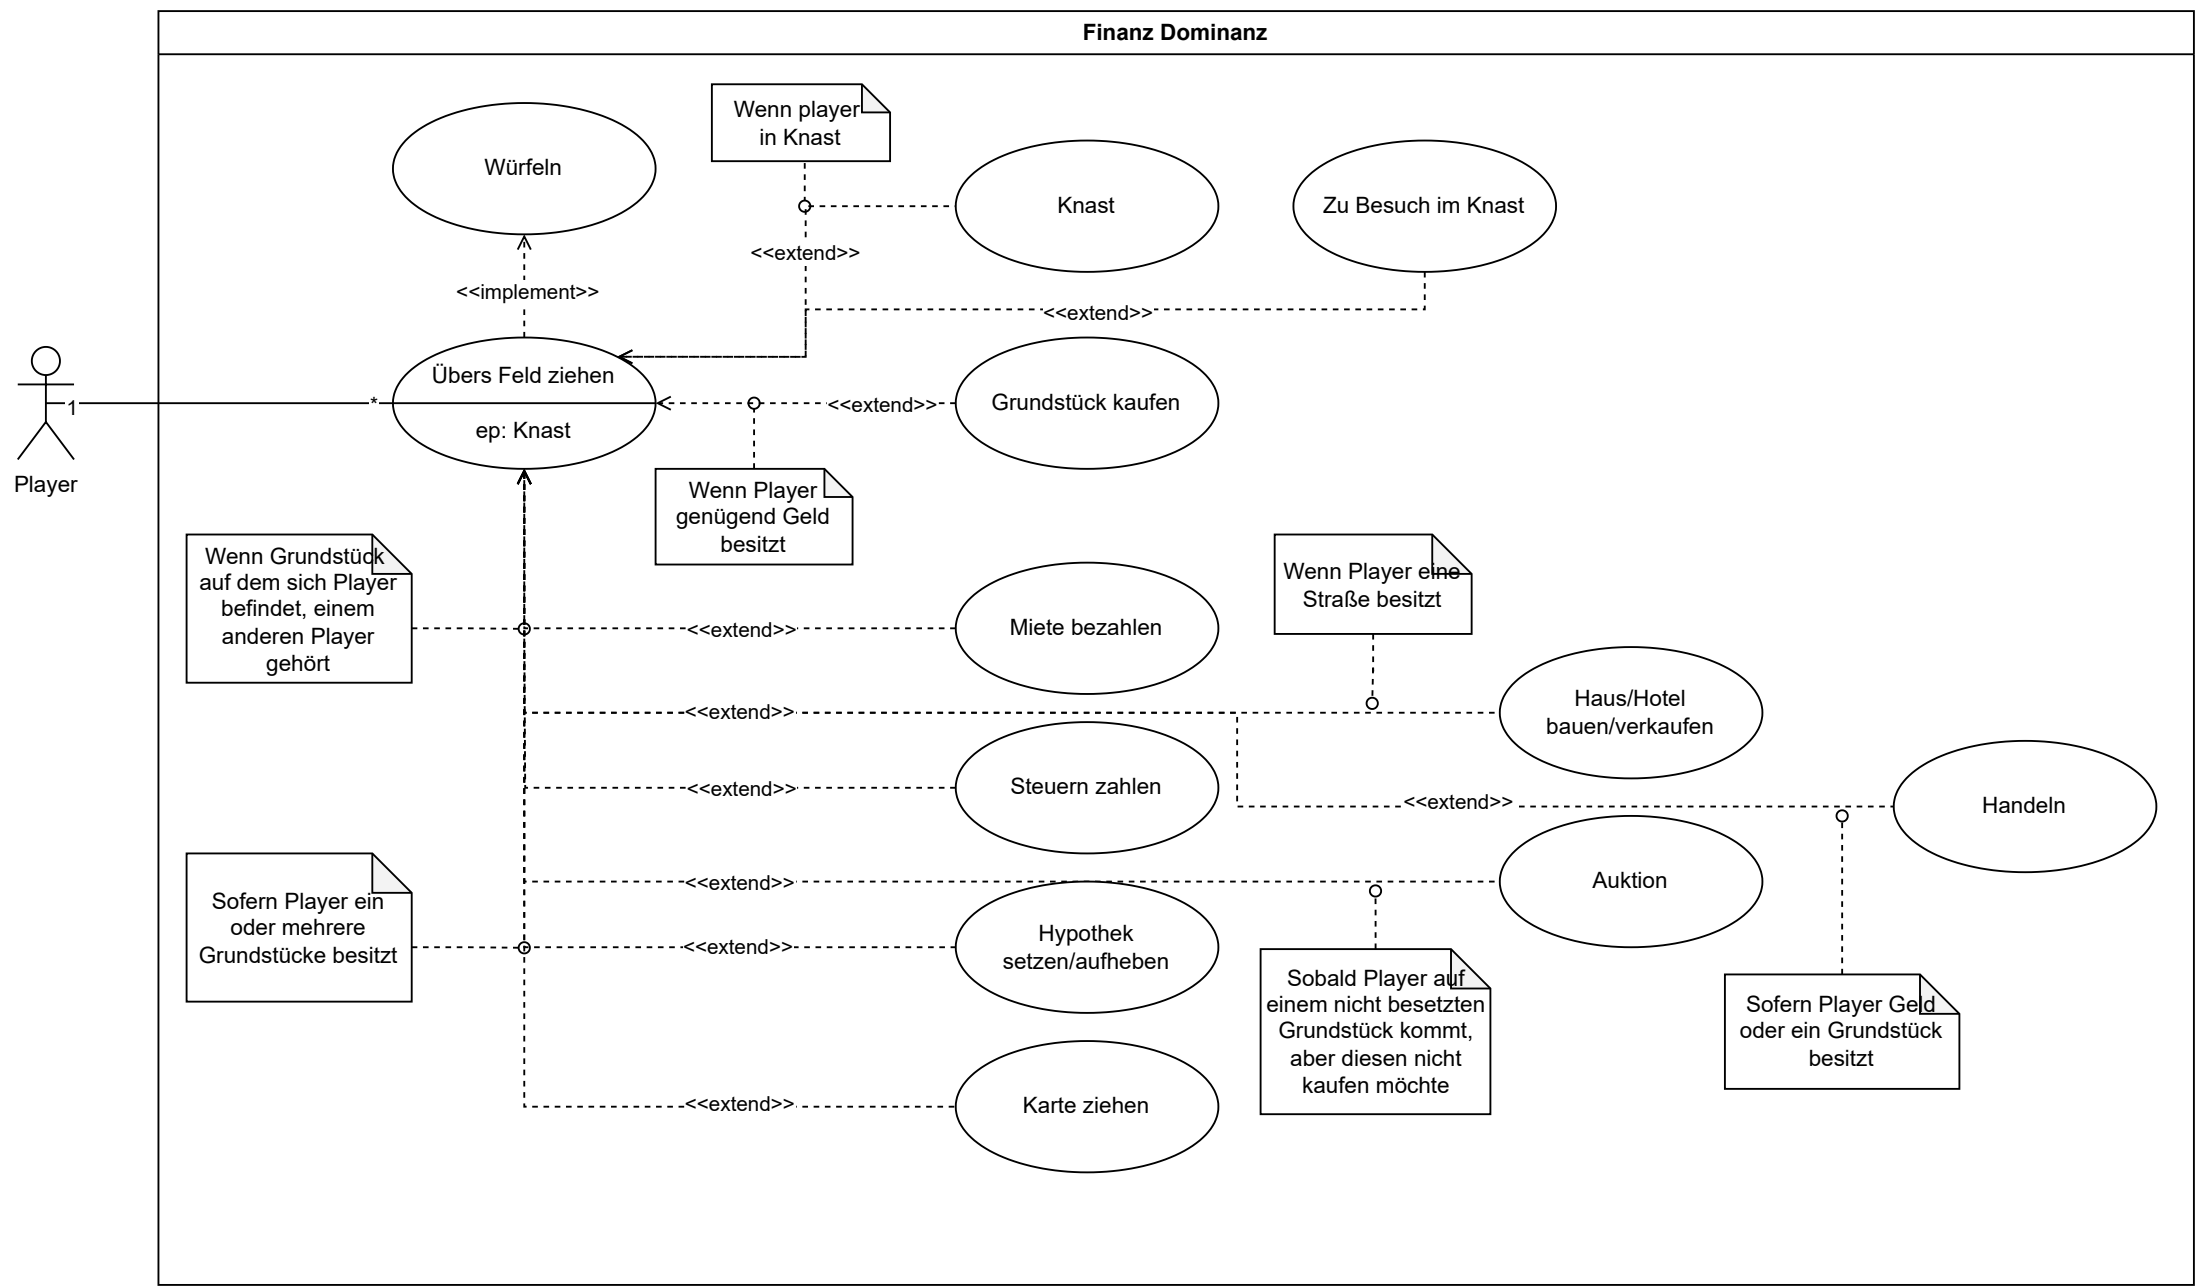 Finanz Dominanz
Wenn player
in Knast
Würfeln
Knast
Zu Besuch im Knast
<<extend>>
<<implement>>
<<extend>>
Übers Feld ziehen
1
*
<<extend>>
Grundstück kaufen
ep: Knast
Player
Wenn Player
genügend Geld
besitzt
Wenn Grundstück
auf dem sich Player
befindet, einem
anderen Player
gehört
Wenn Player eine
Straße besitzt
<<extend>>
Miete bezahlen
<<extend>>
Haus/Hotel
bauen/verkaufen
<<extend>>
Steuern zahlen
<<extend>>
Handeln
<<extend>>
Auktion
Sofern Player ein
oder mehrere
Grundstücke besitzt
<<extend>>
Hypothek
setzen/aufheben
Sobald Player auf
einem nicht besetzten
Grundstück kommt,
aber diesen nicht
kaufen möchte
Sofern Player Geld
oder ein Grundstück
besitzt
<<extend>>
Karte ziehen